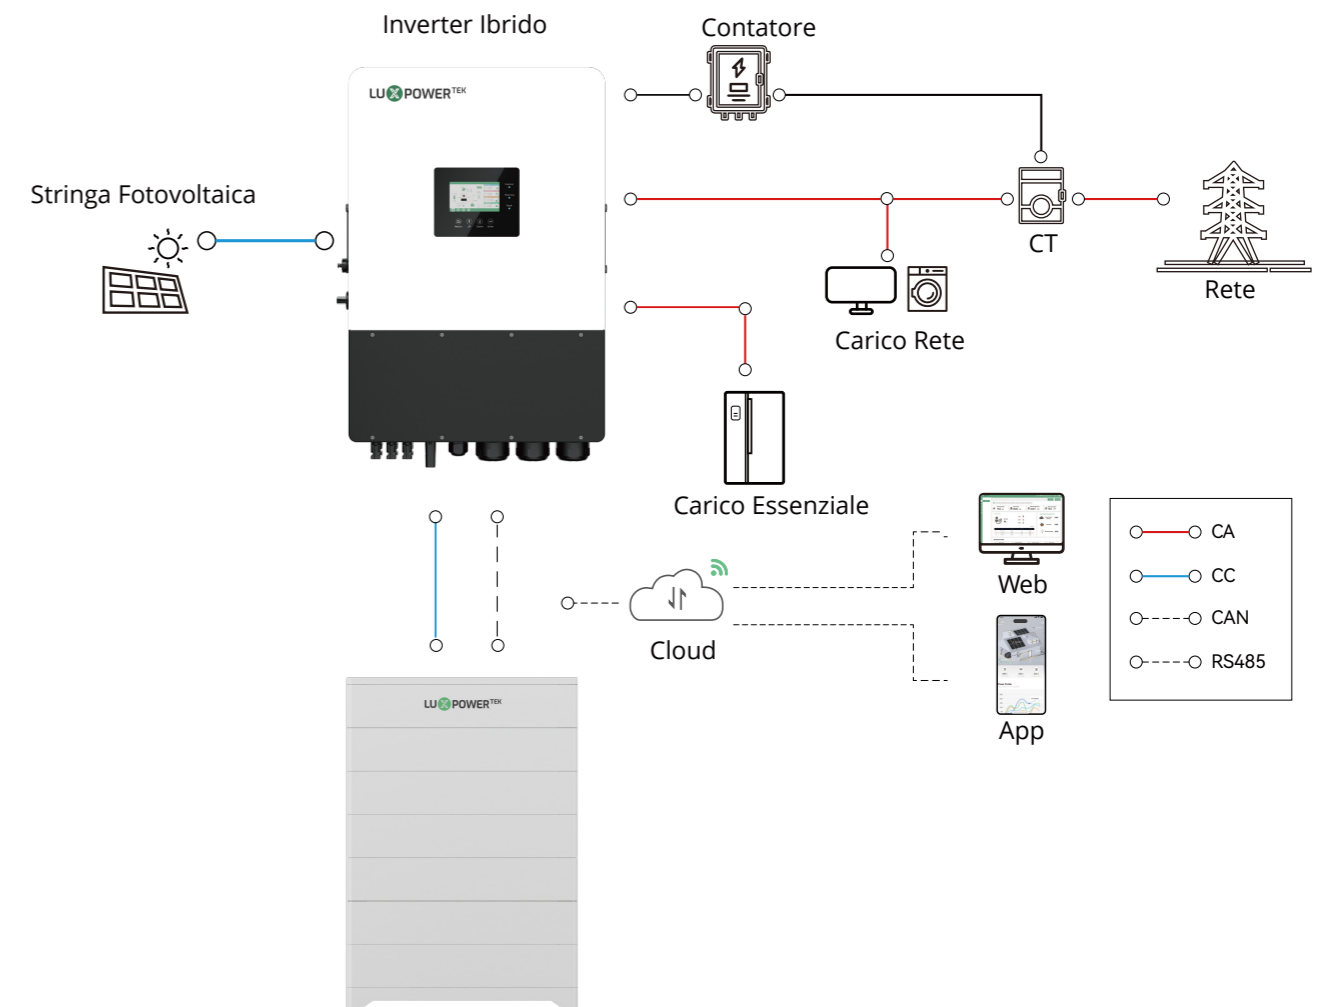 Inverter Ibrido
Contatore
LUXPOWERTEK
Stringa Fotovoltaica
CT
Rete
Carico Rete
Carico Essenziale
Web
Cloud
App
CA
CC
CAN
RS485
LUXPOWERTEK